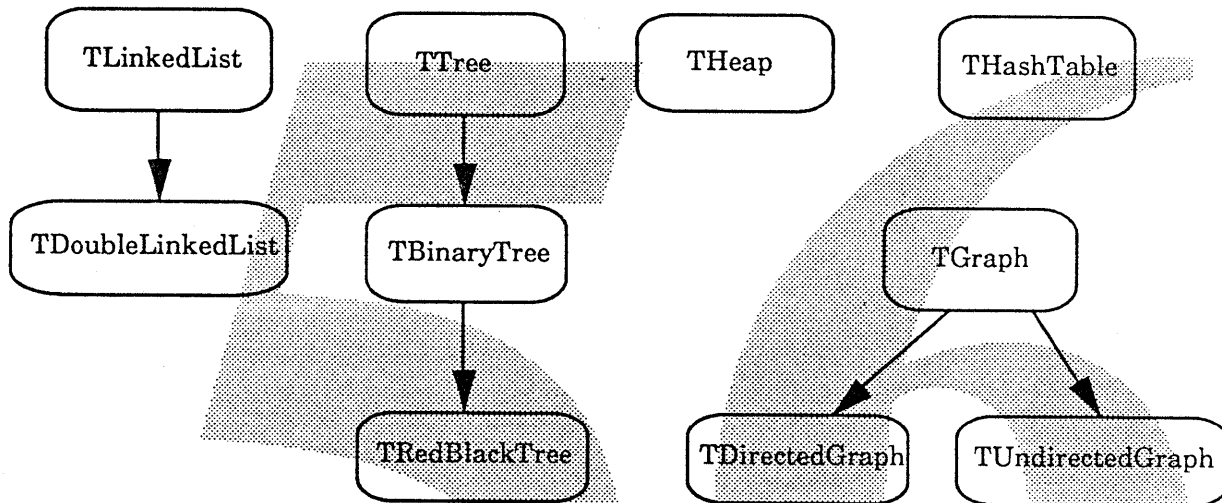 TLinkedList
TTree
THeap
THashTable
TDoubleLinkedList
TBinaryTree
TGraph
TRedBlackTree
TDirectedGraph
TUndirectedGraph